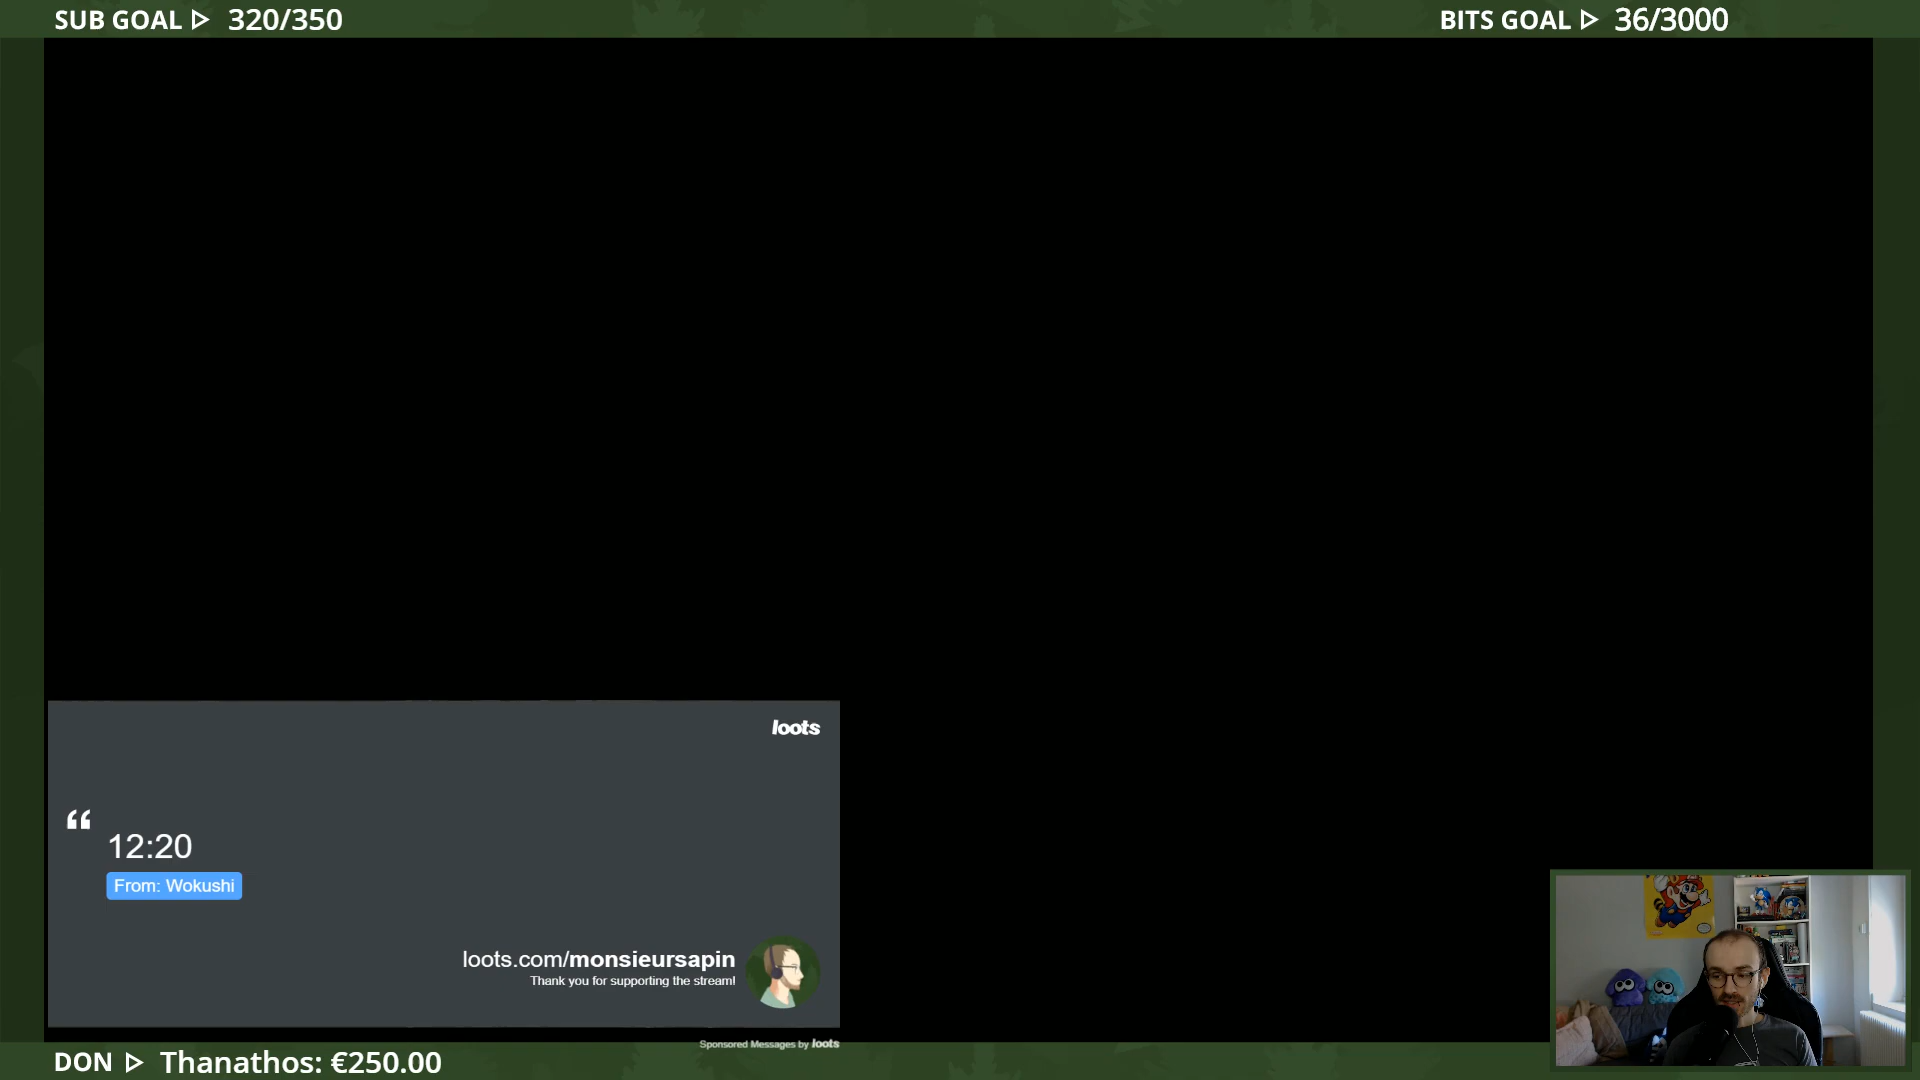 SUB GOAL 320/350
BITS GOAL 36/3000
loots
“
12:20
From: Wokushi
loots.com/monsieursapin
Thank you for supporting the stream!
Sponsored Messages by loots
DON Thanathos: €250.00